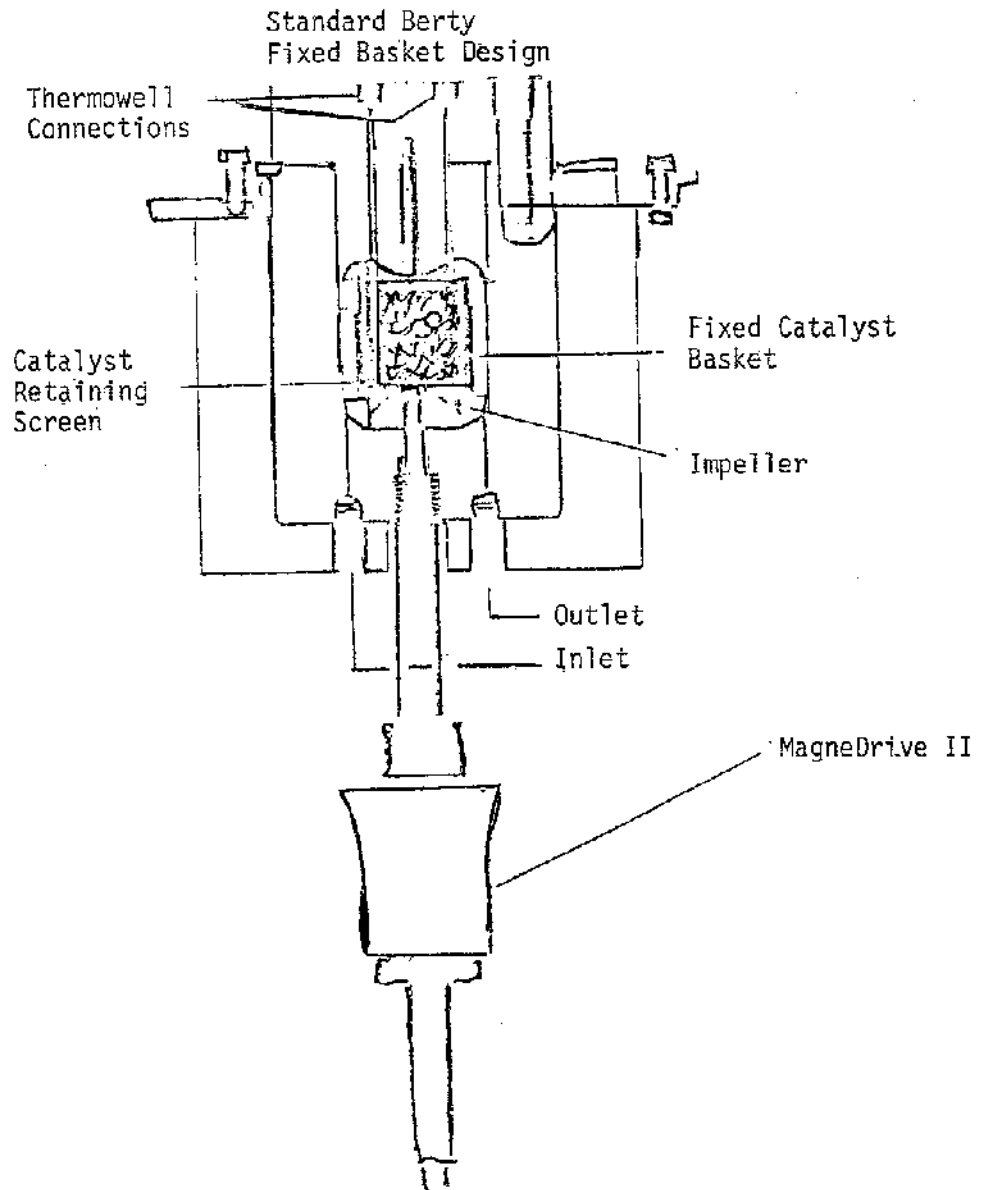 Standard Berty
Fixed Basket Design
Thermowell
Connections
Fixed Catalyst
Basket
Catalyst
Retaining
Screen
Impeller
Outlet
Inlet
MagneDrive II